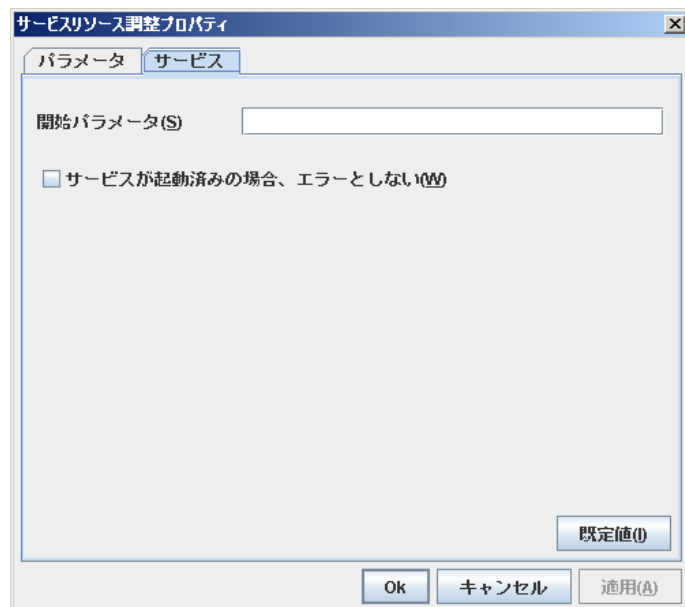 サービスリソース調整プロパティ
パラメータ サービス
開始パラメータ(S)
サービスが起動済みの場合、エラーとしない(W)
既定値(I)
Ok キャンセル 適用(A)